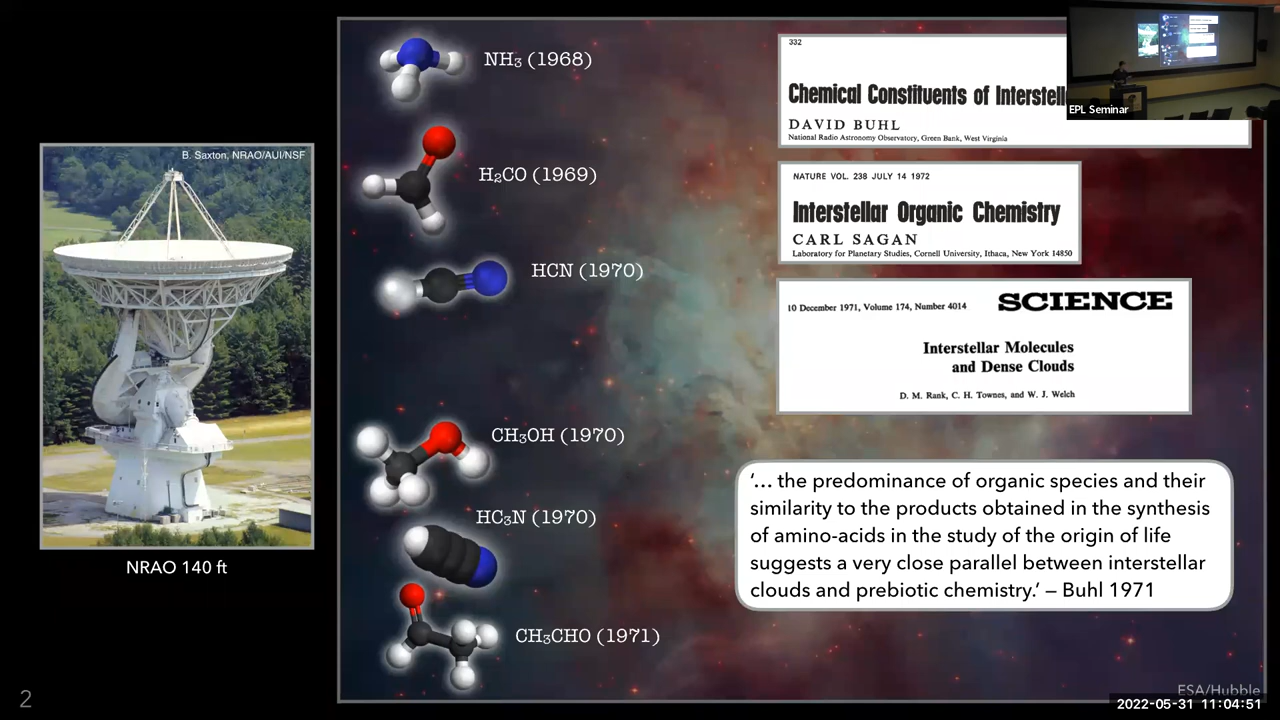 B. Saxton, NRAO/AUI/NSF
NRAO 140 ft
2
NH₃ (1968)
H₂CO (1969)
HCN (1970)
CH₃OH (1970)
HC₃N (1970)
CH₃CHO (1971)
332
Chemical Constituents of
DAVID BUHL
National Radio Astronomy Observatory, Green Bank, West Virginia
EPL Seminar
NATURE VOL. 238 JULY 14 1972
Interstellar Organic Chemistry
CARL SAGAN
Laboratory for Planetary Studies, Cornell University, Ithaca, New York 14850
10 December 1971, Volume 174, Number 4014
SCIENCE
Interstellar Molecules
and Dense Clouds
D. M. Rank, C. H. Townes, and W. J. Welch
‘... the predominance of organic species and their
similarity to the products obtained in the synthesis
of amino-acids in the study of the origin of life
suggests a very close parallel between interstellar
clouds and prebiotic chemistry.’ – Buhl 1971
ESA/Hubble
2022-05-31 11:04:51